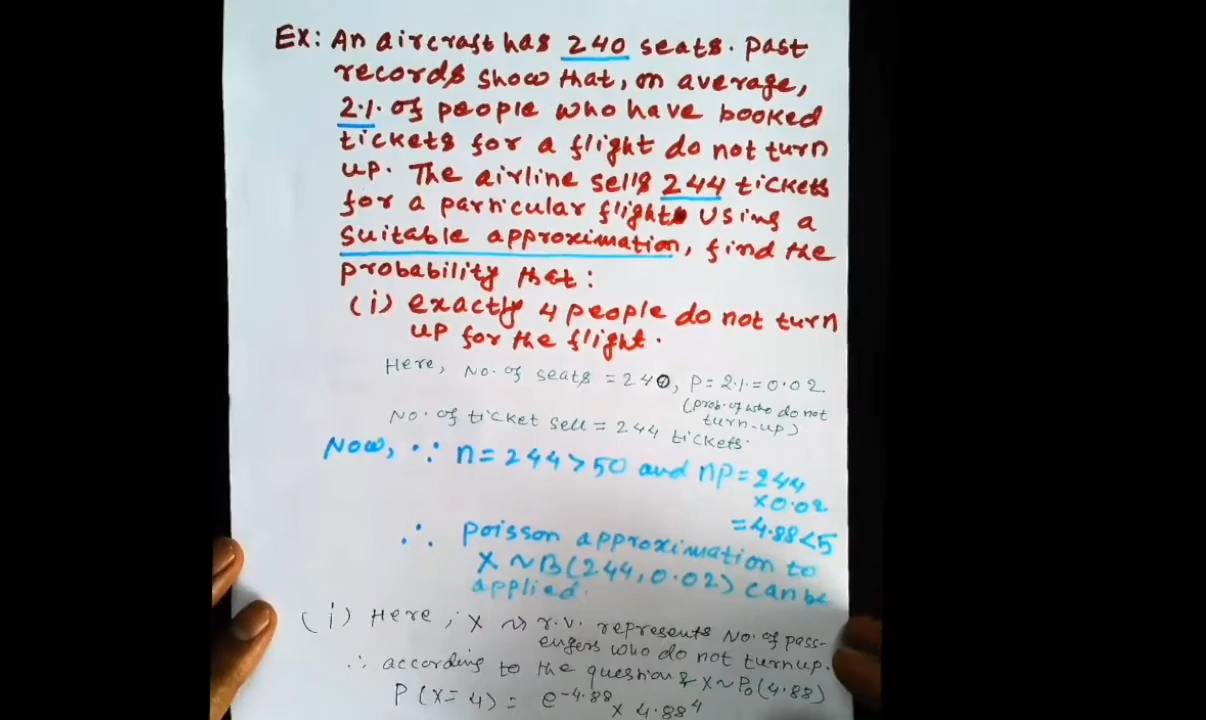 Ex: An aircraft has 240 seats. Past
records show that, on average,
2% of people who have booked
tickets for a flight do not turn
up. The airline sells 244 tickets
for a particular flight. Using a
suitable approximation, find the
probability that:
(i) exactly 4 people do not turn
up for the flight.
Here, No. of seats = 240, P = 2% = 0.02.
(prob. of who do not
turn-up)
No. of ticket sell = 244 tickets.
Now, ∵ n = 244 > 50 and np = 244
× 0.02
= 4.88 < 5
∴ poisson approximation to
X ~ B(244, 0.02) can be
applied.
(i) Here, X ~> r.v. represents No. of pass-
engers who do not turnup.
∴ according to the question X ~ Po(4.88)
P(X = 4) = e^-4.88 × 4.88^4